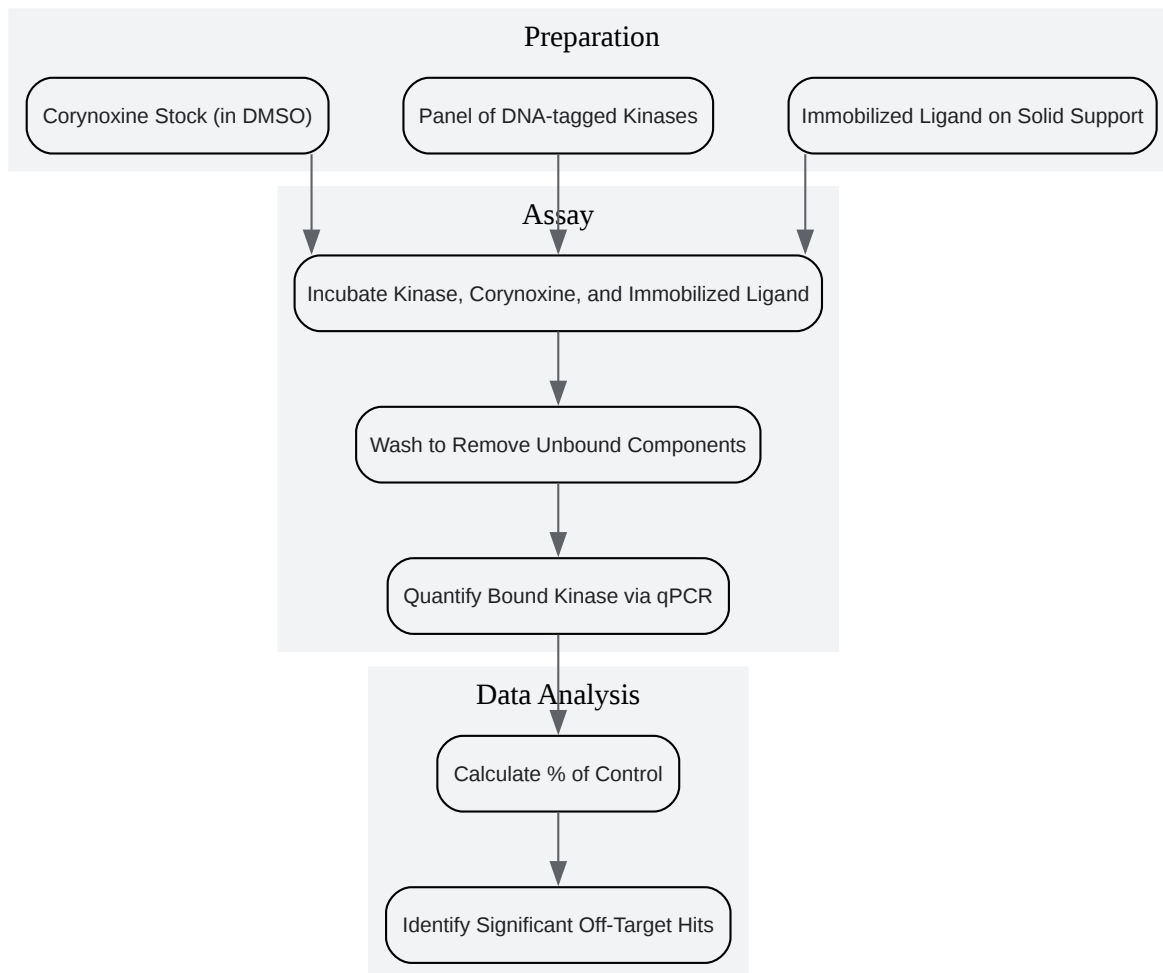 Preparation
Corynoxine Stock (in DMSO)
Panel of DNA-tagged Kinases
Immobilized Ligand on Solid Support
Assay
Incubate Kinase, Corynoxine, and Immobilized Ligand
Wash to Remove Unbound Components
Quantify Bound Kinase via qPCR
Data Analysis
Calculate % of Control
Identify Significant Off-Target Hits